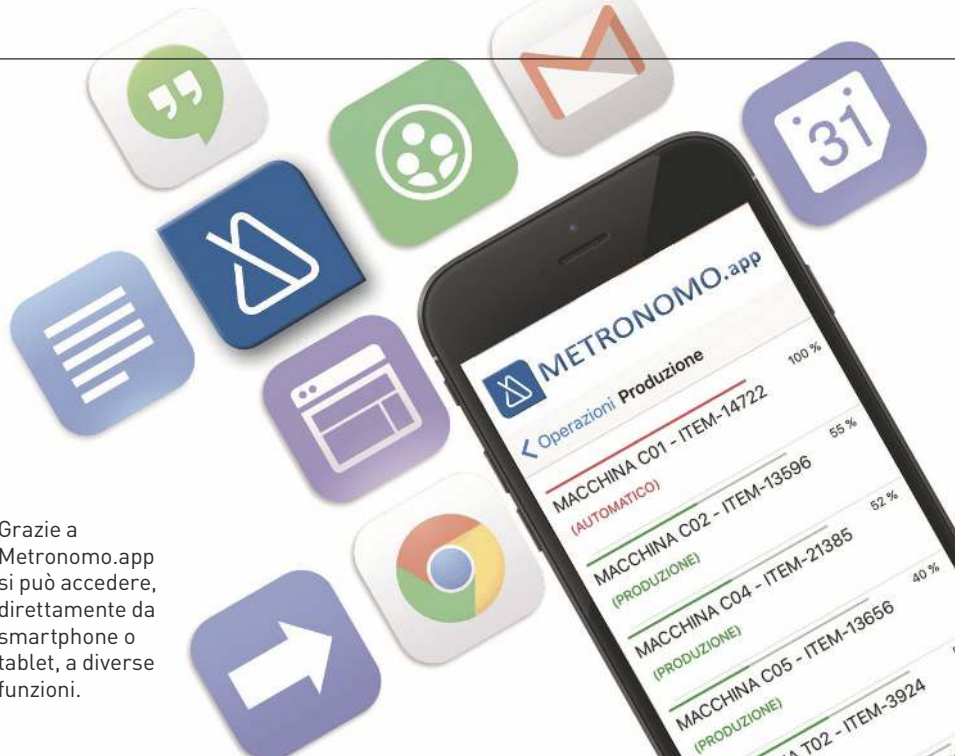 31
METRONOMO.app
Operazioni Produzione
100 %
MACCHINA C01 - ITEM-14722
(AUTOMATICO)
55 %
MACCHINA C02 - ITEM-13596
(PRODUZIONE)
52 %
MACCHINA C04 - ITEM-21385
(PRODUZIONE)
40 %
MACCHINA C05 - ITEM-13656
(PRODUZIONE)
T02 - ITEM-3924
Grazie a
Metronomo.app
si può accedere,
direttamente da
smartphone o
tablet, a diverse
funzioni.